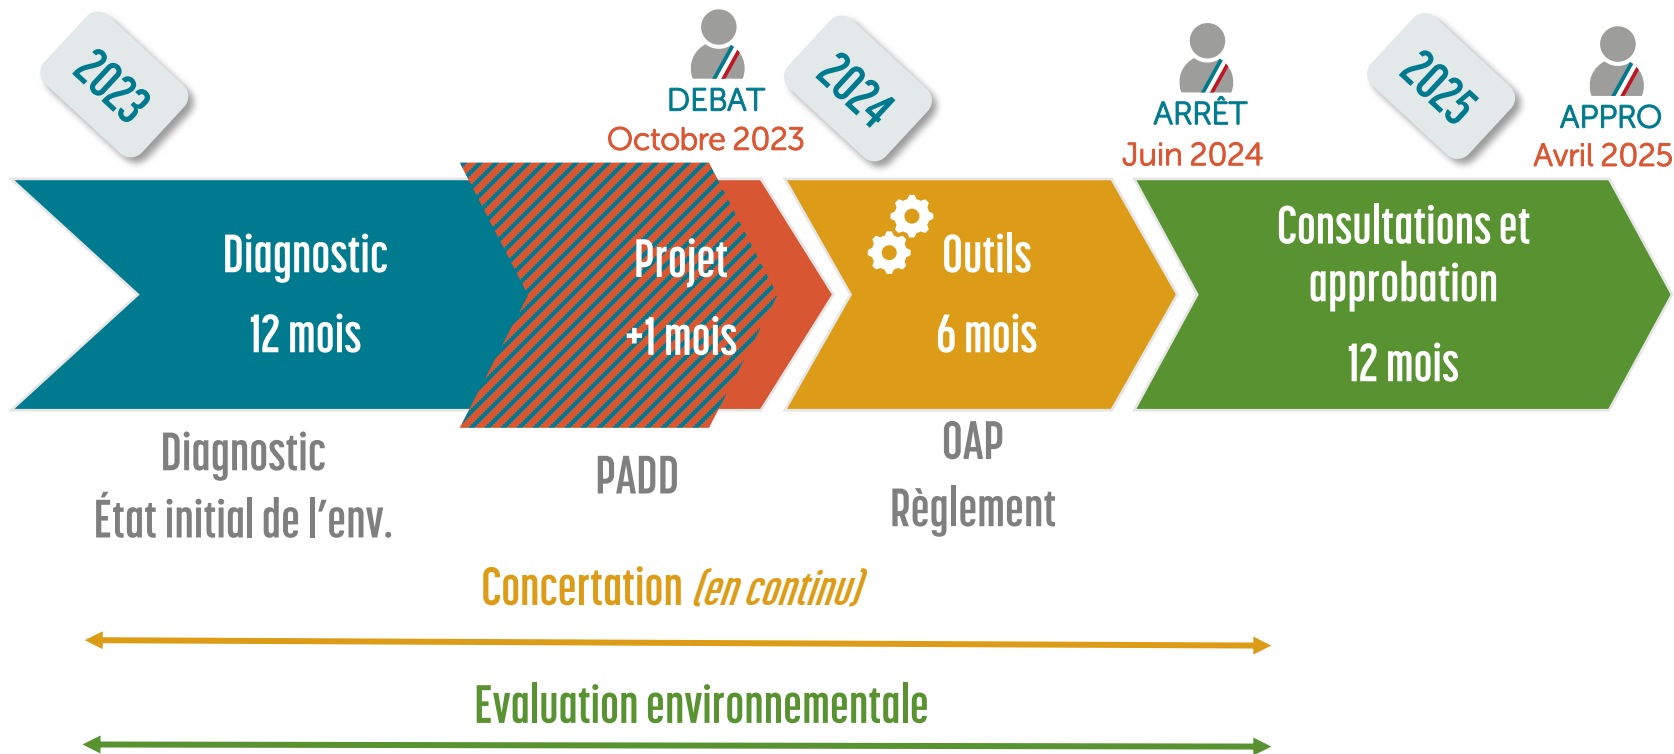 2023
DEBAT
Octobre 2023
2024
ARRÊT
Juin 2024
2025
APPRO
Avril 2025
Diagnostic
12 mois
Projet
+1 mois
Outils
6 mois
Consultations et
approbation
12 mois
Diagnostic
État initial de l’env.
PADD
OAP
Règlement
Concertation (en continu)
Evaluation environnementale